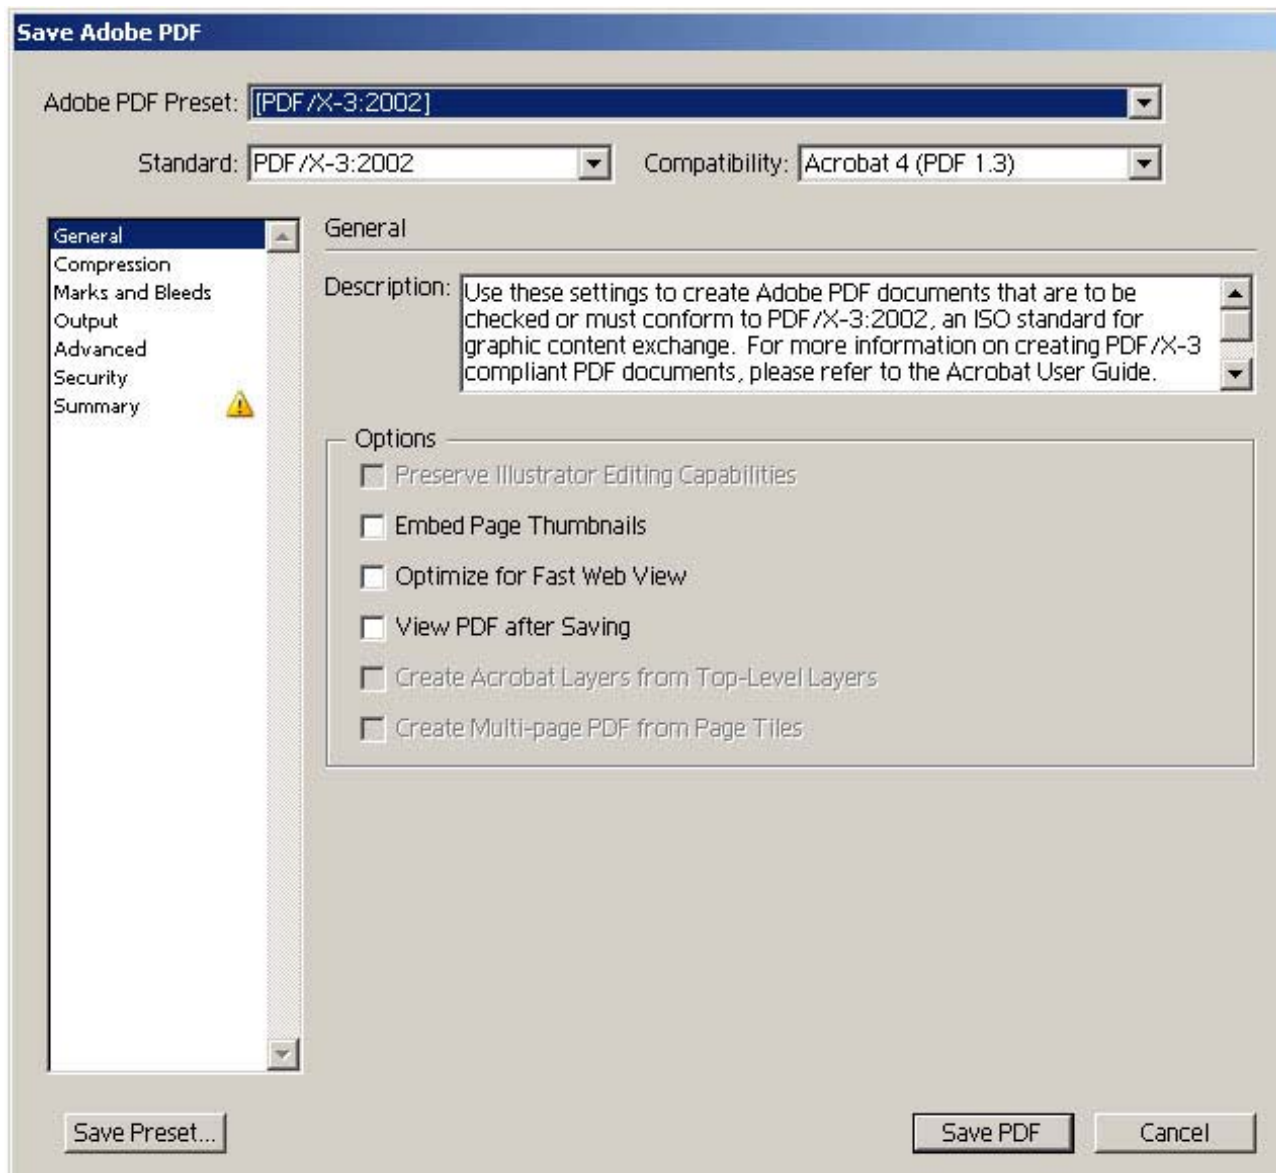 Save Adobe PDF
Adobe PDF Preset: [PDF/X-3:2002]
Standard: PDF/X-3:2002 Compatibility: Acrobat 4 (PDF 1.3)
General
Compression
Marks and Bleeds
Output
Advanced
Security
Summary
General
Description: Use these settings to create Adobe PDF documents that are to be
checked or must conform to PDF/X-3:2002, an ISO standard for
graphic content exchange. For more information on creating PDF/X-3
compliant PDF documents, please refer to the Acrobat User Guide.
Options
Preserve Illustrator Editing Capabilities
Embed Page Thumbnails
Optimize for Fast Web View
View PDF after Saving
Create Acrobat Layers from Top-Level Layers
Create Multi-page PDF from Page Tiles
Save Preset... Save PDF Cancel